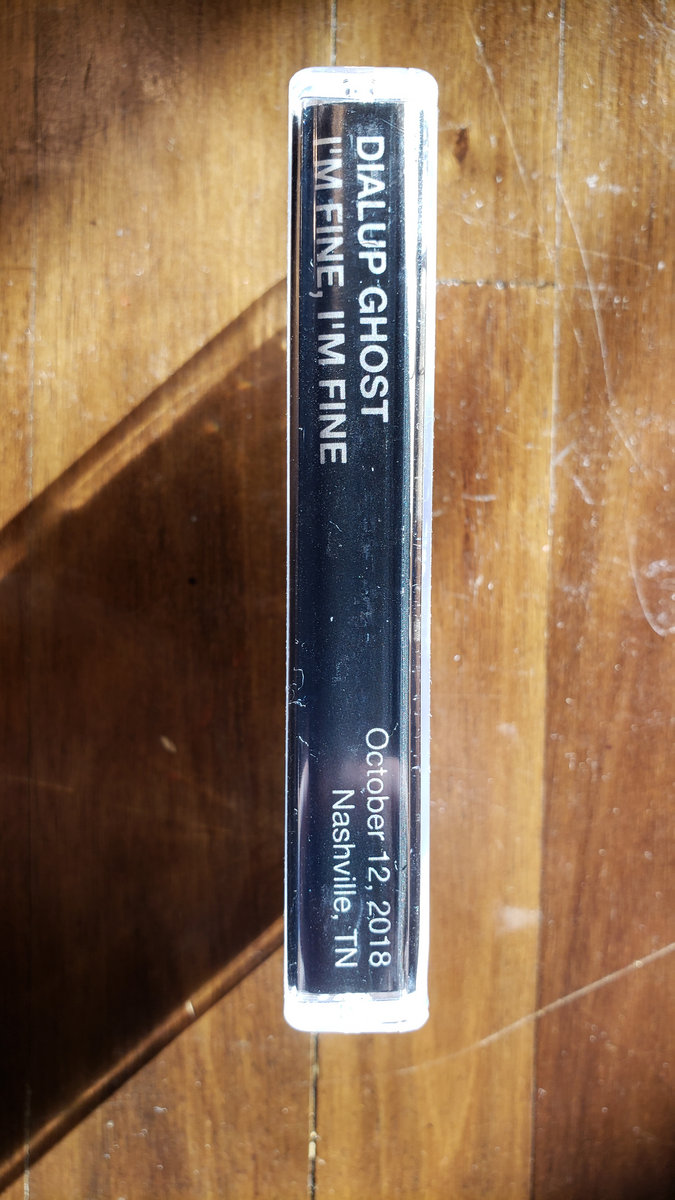 DIALUP GHOST
I'M FINE, I'M FINE
October 12, 2018
Nashville, TN